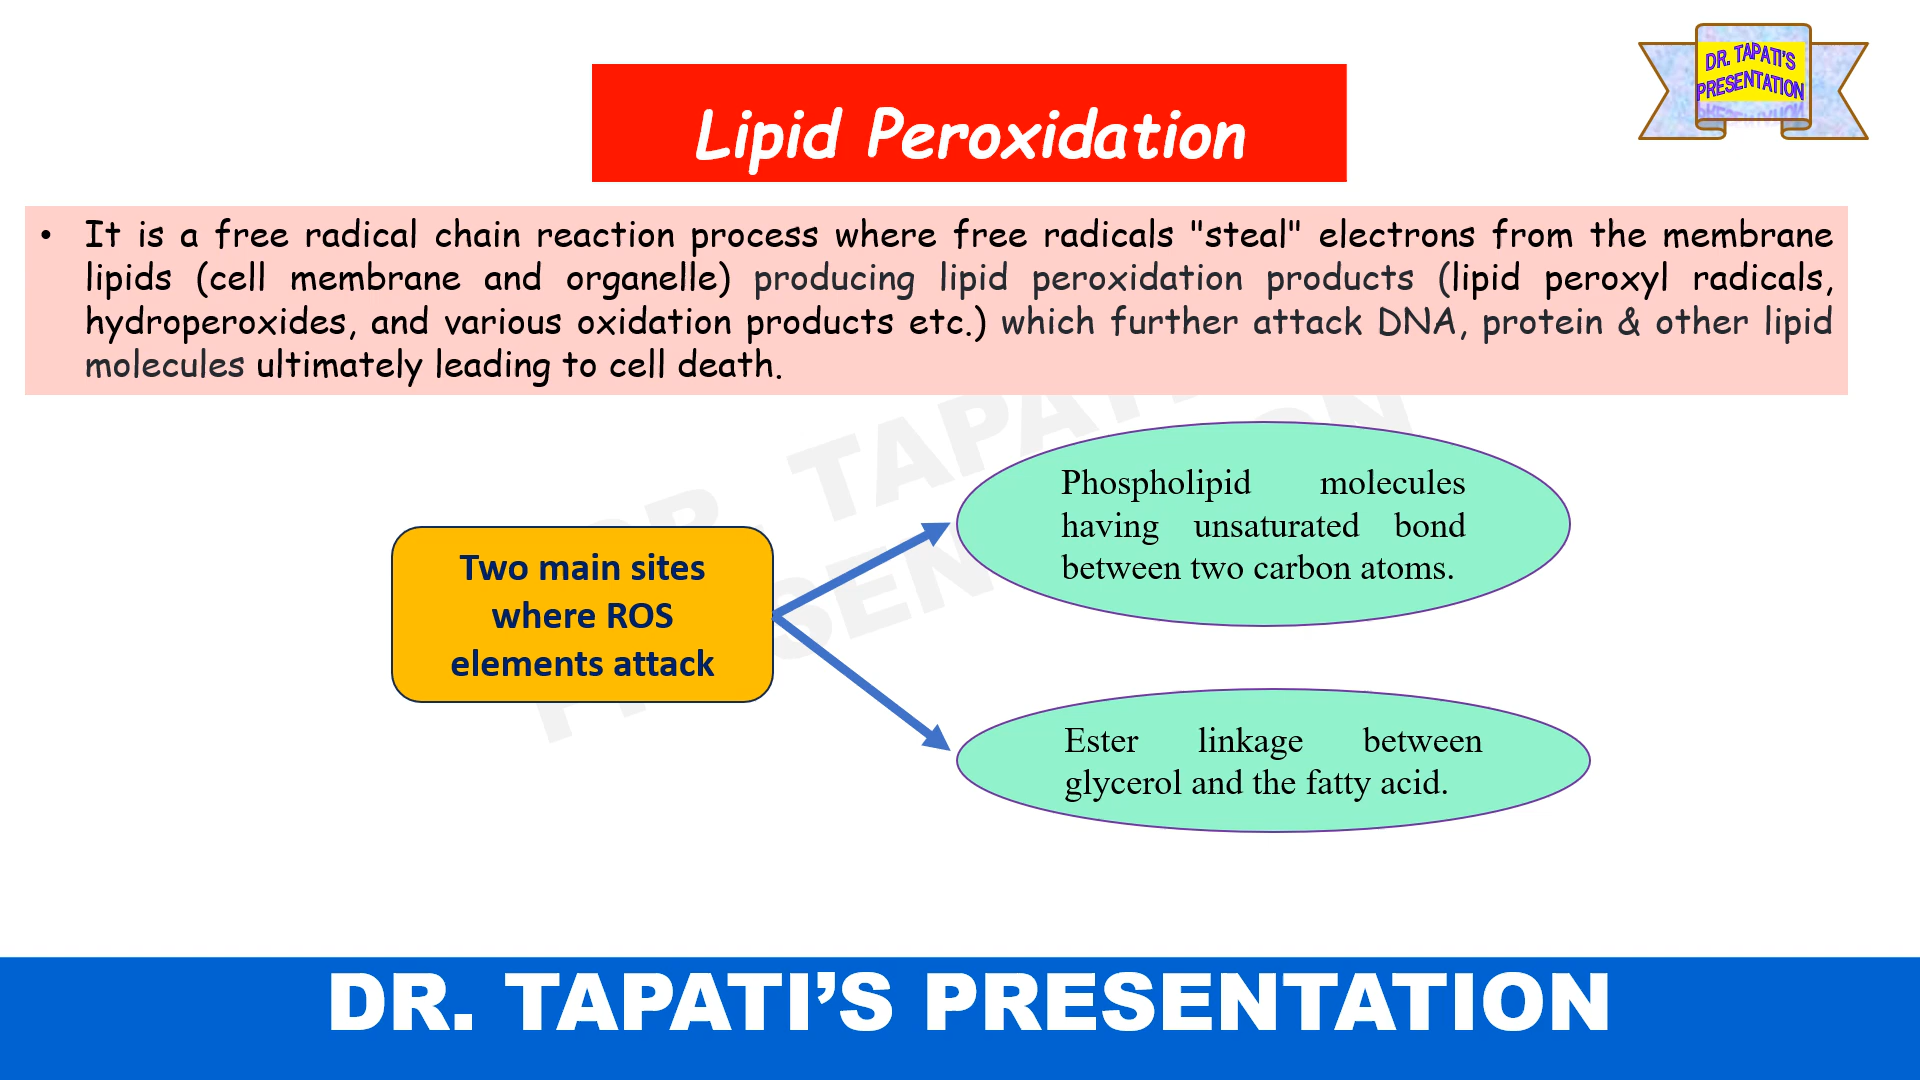 DR. TAPATI'S
PRESENTATION
Lipid Peroxidation
• It is a free radical chain reaction process where free radicals "steal" electrons from the membrane
lipids (cell membrane and organelle) producing lipid peroxidation products (lipid peroxyl radicals,
hydroperoxides, and various oxidation products etc.) which further attack DNA, protein & other lipid
molecules ultimately leading to cell death.
Phospholipid molecules
having unsaturated bond
between two carbon atoms.
Two main sites
where ROS
elements attack
Ester linkage between
glycerol and the fatty acid.
DR. TAPATI
PRESENTATION
DR. TAPATI’S PRESENTATION